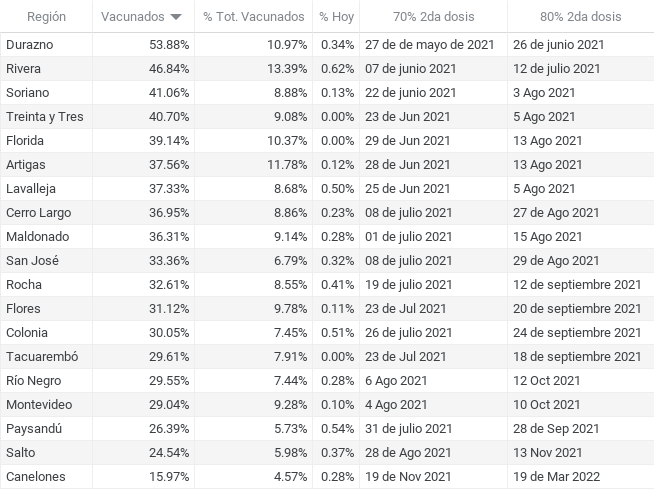 Región Vacunados % Tot. Vacunados % Hoy 70% 2da dosis 80% 2da dosis
Durazno 53.88% 10.97% 0.34% 27 de de mayo de 2021 26 de junio 2021
Rivera 46.84% 13.39% 0.62% 07 de junio 2021 12 de julio 2021
Soriano 41.06% 8.88% 0.13% 22 de junio 2021 3 Ago 2021
Treinta y Tres 40.70% 9.08% 0.00% 23 de Jun 2021 5 Ago 2021
Florida 39.14% 10.37% 0.00% 29 de Jun 2021 13 Ago 2021
Artigas 37.56% 11.78% 0.12% 28 de Jun 2021 13 Ago 2021
Lavalleja 37.33% 8.68% 0.50% 25 de Jun 2021 5 Ago 2021
Cerro Largo 36.95% 8.86% 0.23% 08 de julio 2021 27 de Ago 2021
Maldonado 36.31% 9.14% 0.28% 01 de julio 2021 15 Ago 2021
San José 33.36% 6.79% 0.32% 08 de julio 2021 29 de Ago 2021
Rocha 32.61% 8.55% 0.41% 19 de julio 2021 12 de septiembre 2021
Flores 31.12% 9.78% 0.11% 23 de Jul 2021 20 de septiembre 2021
Colonia 30.05% 7.45% 0.51% 26 de julio 2021 24 de septiembre 2021
Tacuarembó 29.61% 7.91% 0.00% 23 de Jul 2021 18 de septiembre 2021
Río Negro 29.55% 7.44% 0.28% 6 Ago 2021 12 Oct 2021
Montevideo 29.04% 9.28% 0.10% 4 Ago 2021 10 Oct 2021
Paysandú 26.39% 5.73% 0.54% 31 de julio 2021 28 de Sep 2021
Salto 24.54% 5.98% 0.37% 28 de Ago 2021 13 Nov 2021
Canelones 15.97% 4.57% 0.28% 19 de Nov 2021 19 de Mar 2022